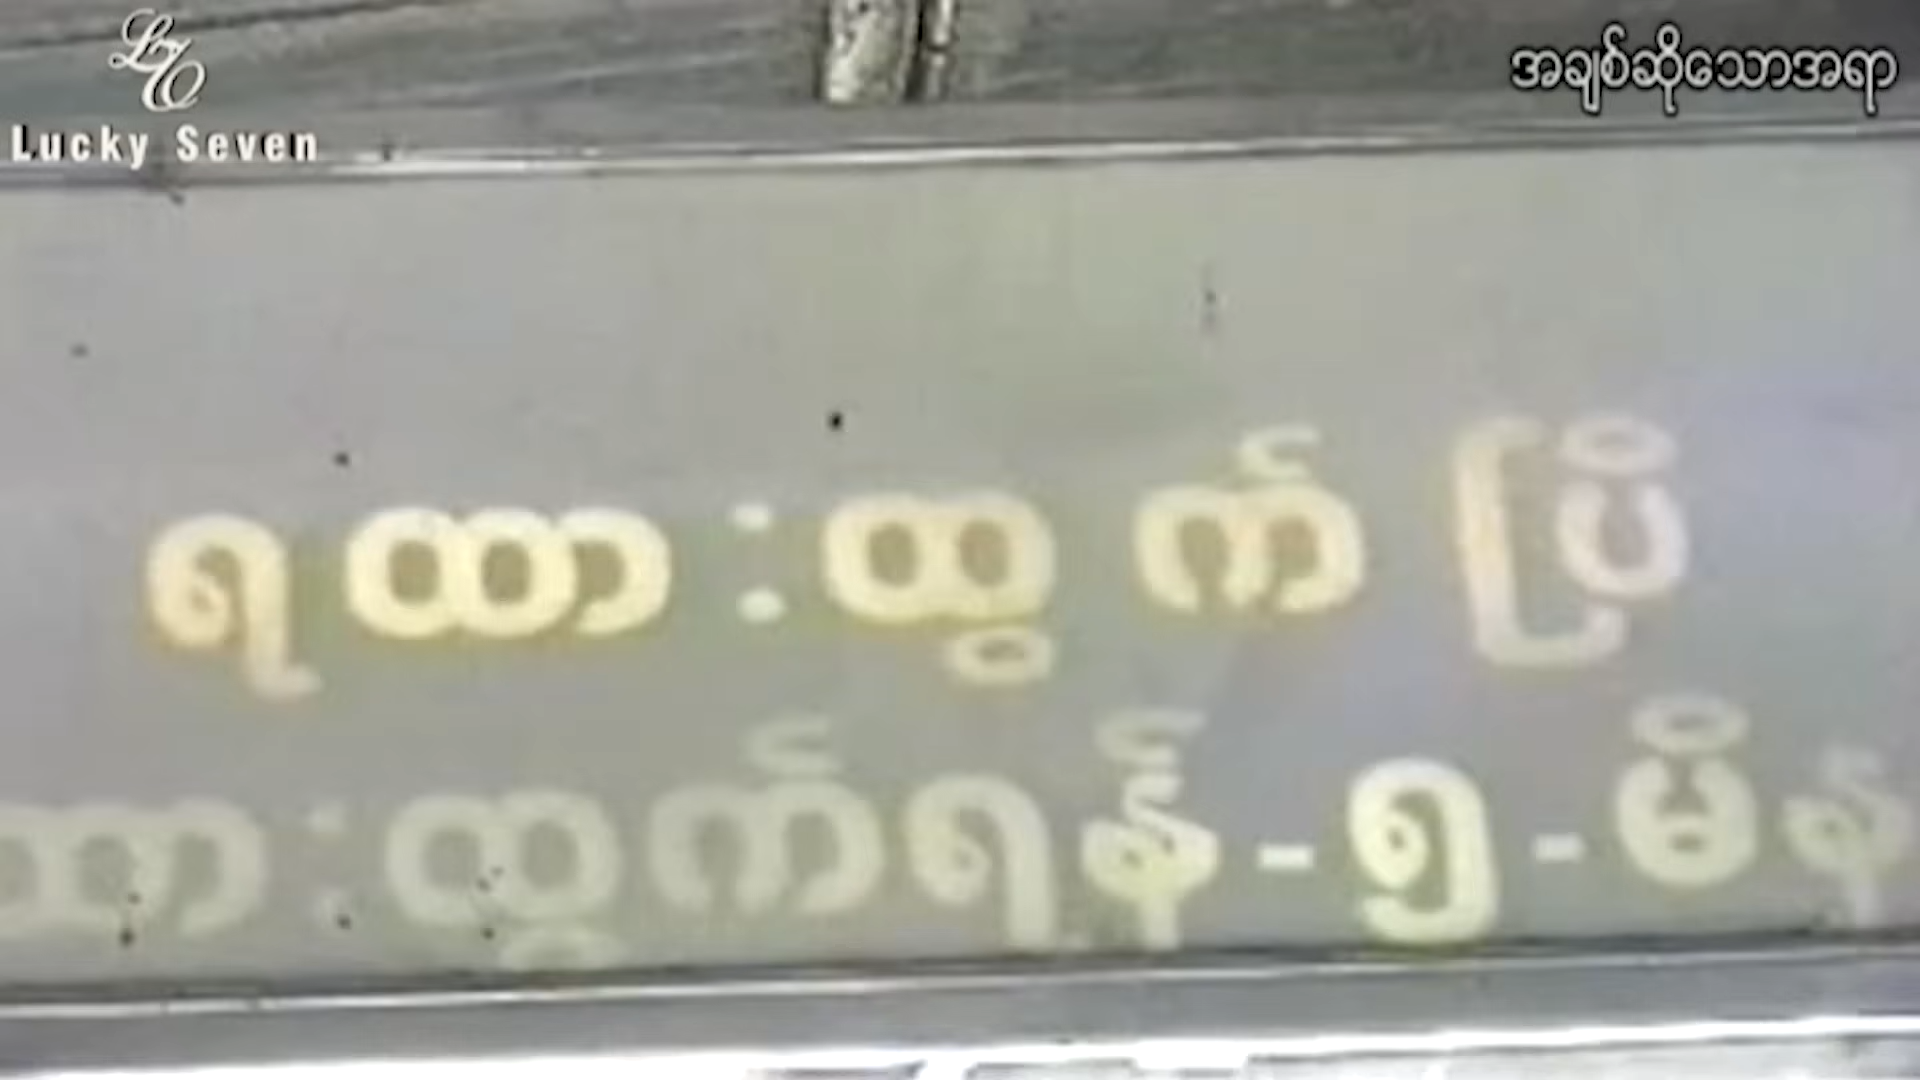 Lucky Seven
အချစ်ဆိုသောအရာ
ရထား ထွက်ပြီ
ထား ထွက်ရန် - ၅ - မိနစ်